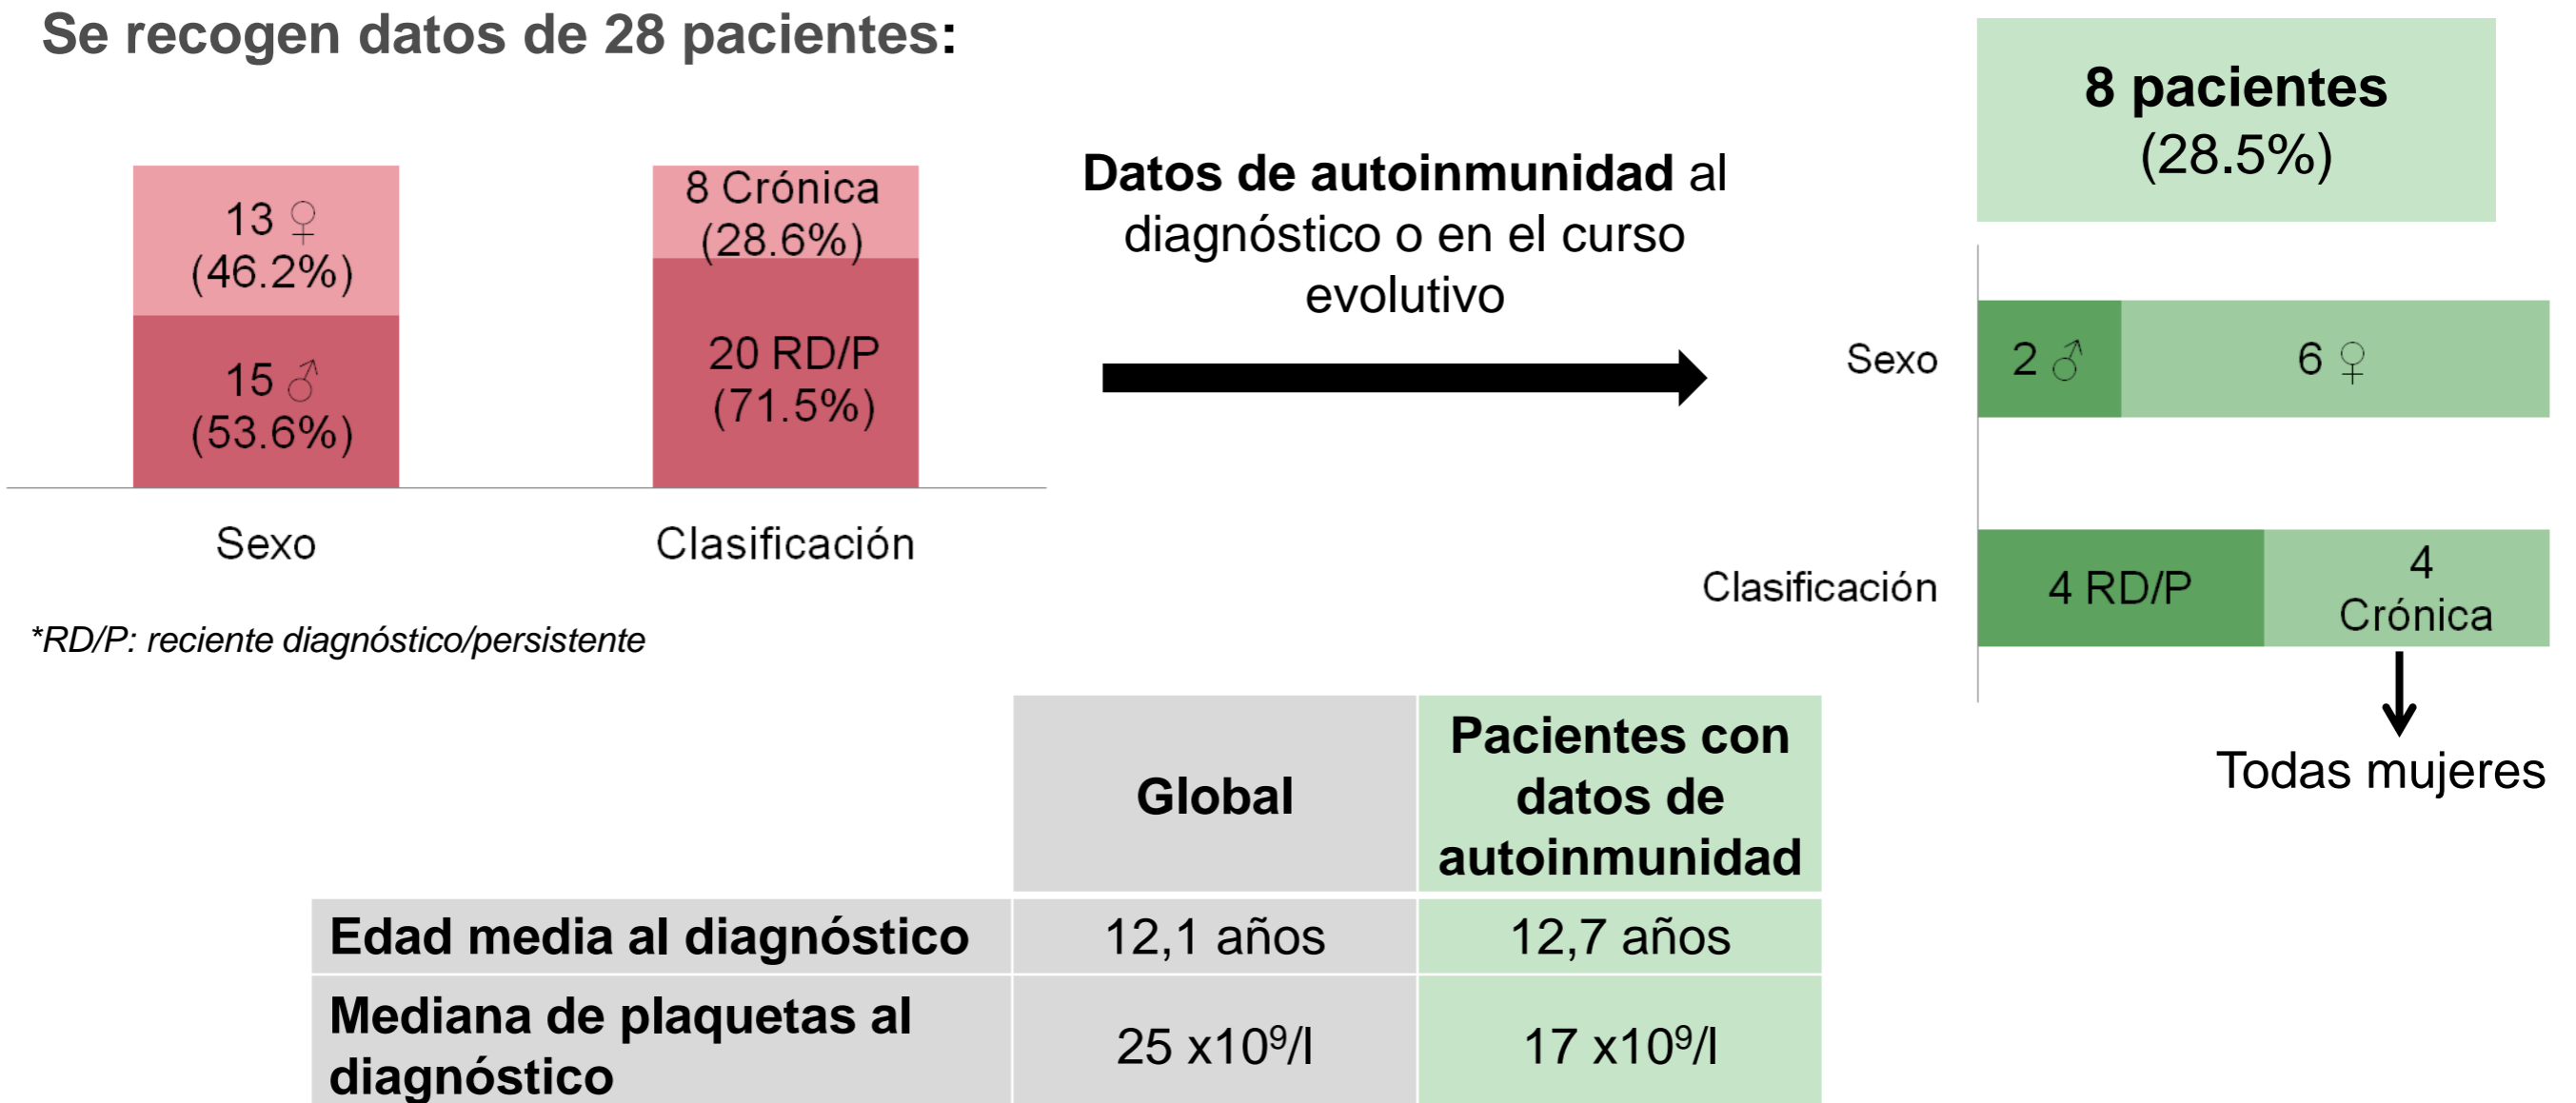 Se recogen datos de 28 pacientes:
13 ♀
(46.2%)
15 ♂
(53.6%)
Sexo
8 Crónica
(28.6%)
20 RD/P
(71.5%)
Clasificación
*RD/P: reciente diagnóstico/persistente
Datos de autoinmunidad al
diagnóstico o en el curso
evolutivo
8 pacientes
(28.5%)
Sexo
2 ♂
6 ♀
Clasificación
4 RD/P
4
Crónica
Todas mujeres
Global
Pacientes con
datos de
autoinmunidad
Edad media al diagnóstico
12,1 años
12,7 años
Mediana de plaquetas al
diagnóstico
25 x10⁹/l
17 x10⁹/l